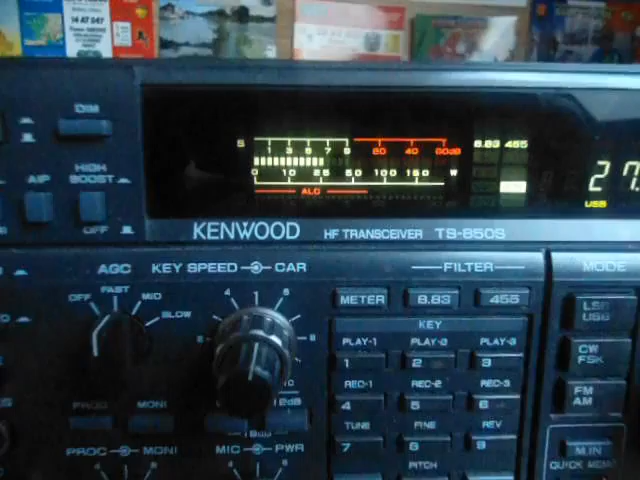 14 AT 047
DIM
S 1 3 5 7 9 20 40 60dB
8.83 455
0 10 25 50 100 150 W
ALC
27.
USB
AIP
HIGH
BOOST
OFF
KENWOOD HF TRANSCEIVER TS-850S
AGC KEY SPEED CAR FILTER MODE
OFF FAST MID SLOW
METER 8.83 455
LSB
USB
KEY
PLAY-1 PLAY-2 PLAY-3
1 2 3
CW
FSK
REC-1 REC-2 REC-3
4 5 6
FM
AM
PROC MONI
TUNE FINE REV
7 8 9
PROC MONI MIC PWR
M.IN
QUICK MEMO
PITCH